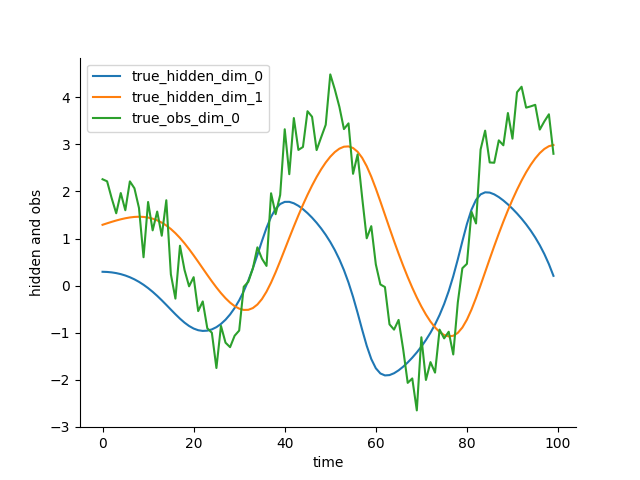 true_hidden_dim_0
true_hidden_dim_1
true_obs_dim_0
hidden and obs
4
3
2
1
0
−1
−2
−3
0 20 40 60 80 100
time